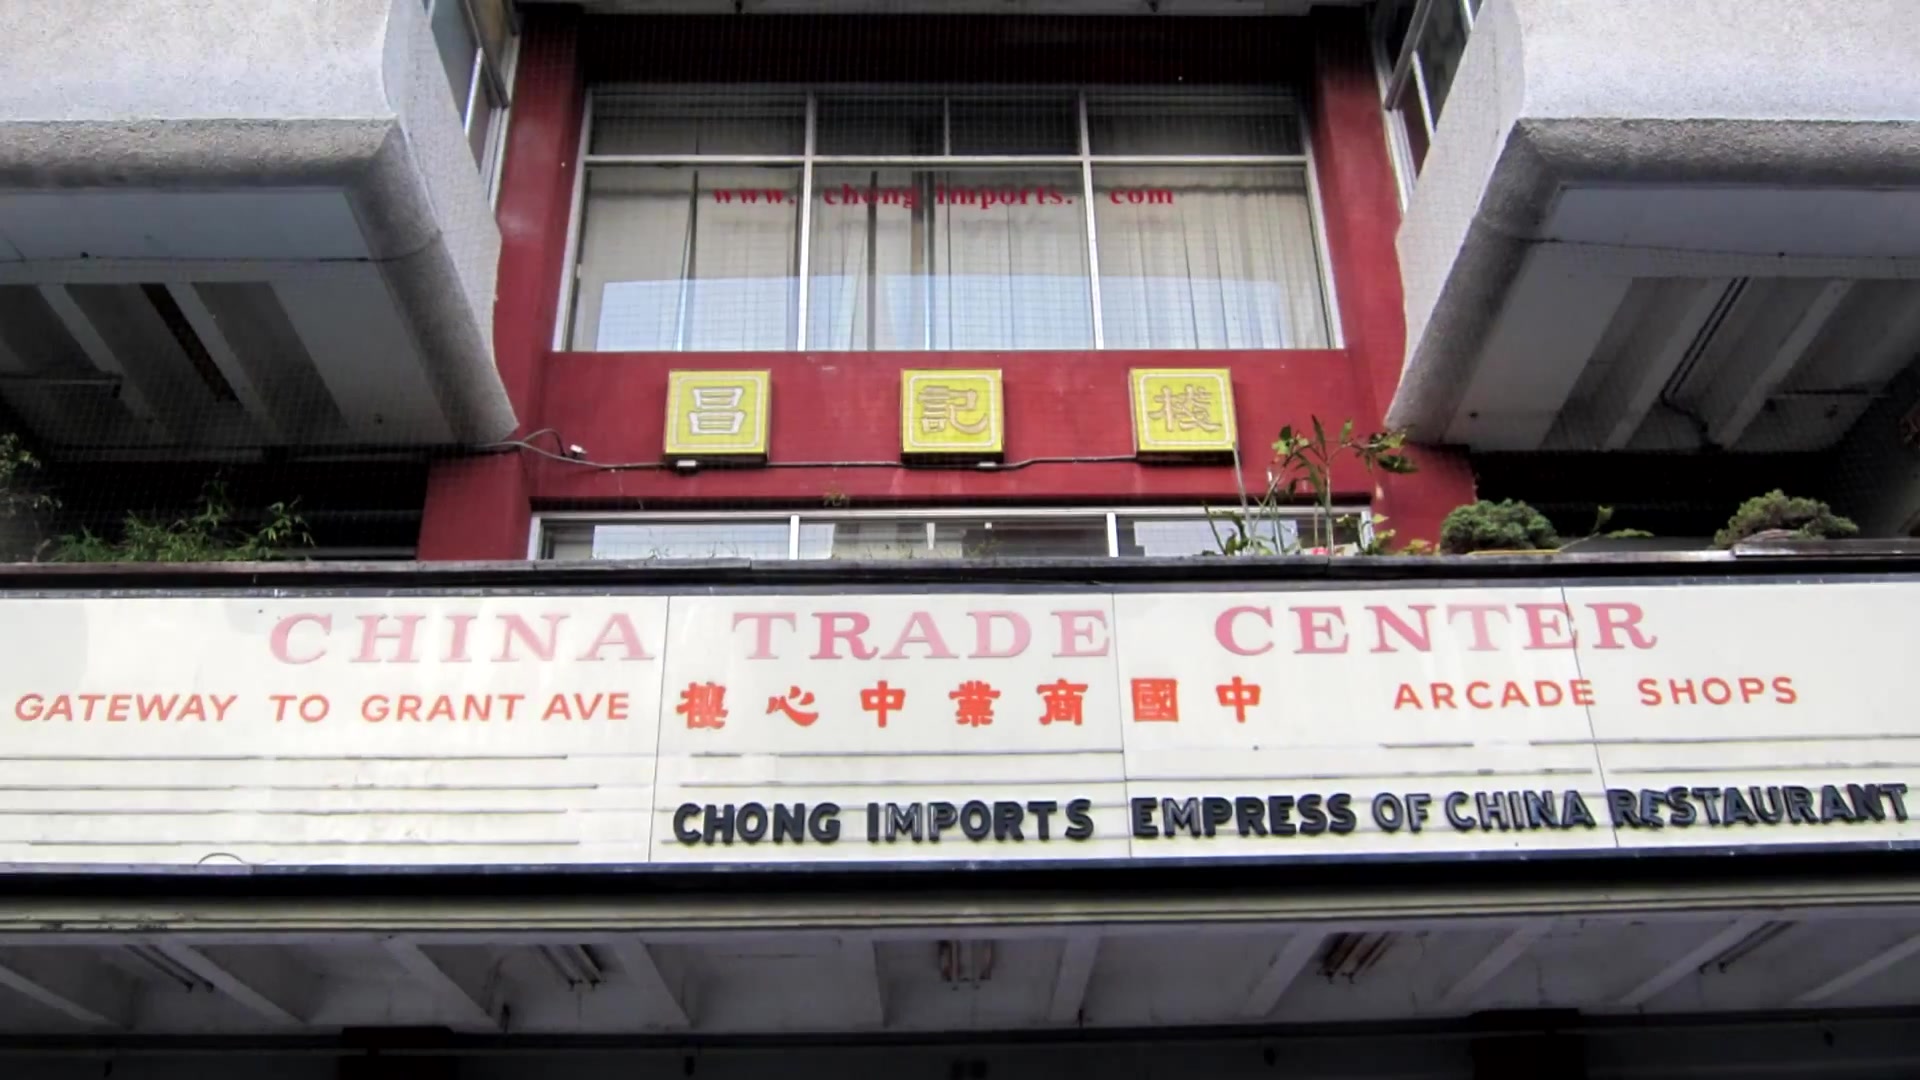 www. chong imports. com
昌 記 棧
CHINA TRADE CENTER
GATEWAY TO GRANT AVE 樓心中業商國中 ARCADE SHOPS
CHONG IMPORTS EMPRESS OF CHINA RESTAURANT